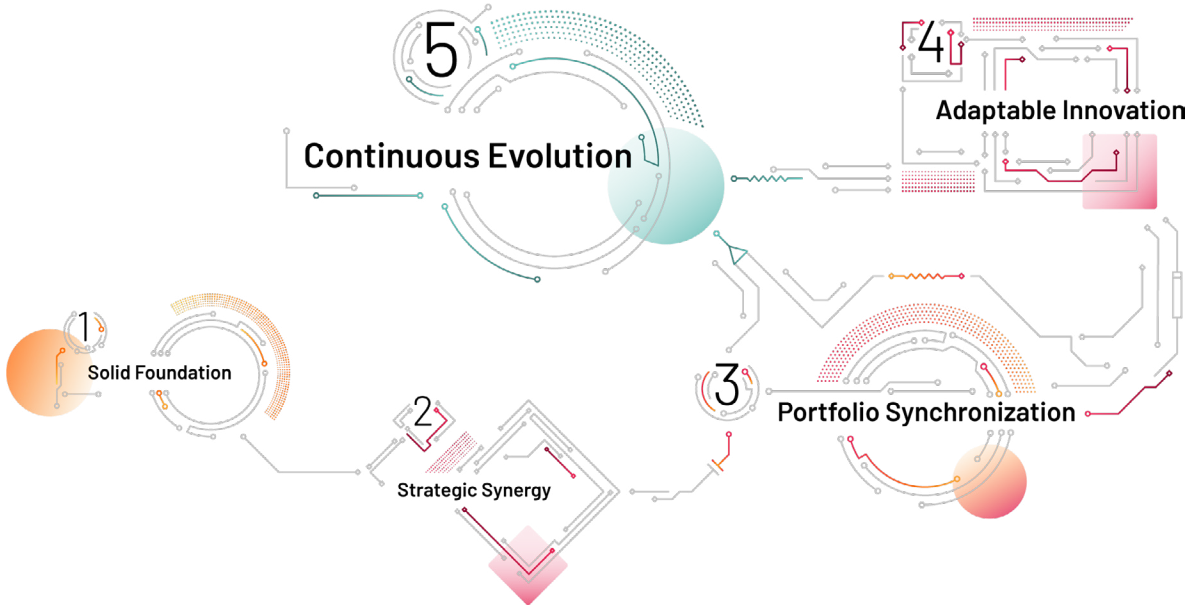 1
Solid Foundation
2
Strategic Synergy
3
Portfolio Synchronization
4
Adaptable Innovation
5
Continuous Evolution